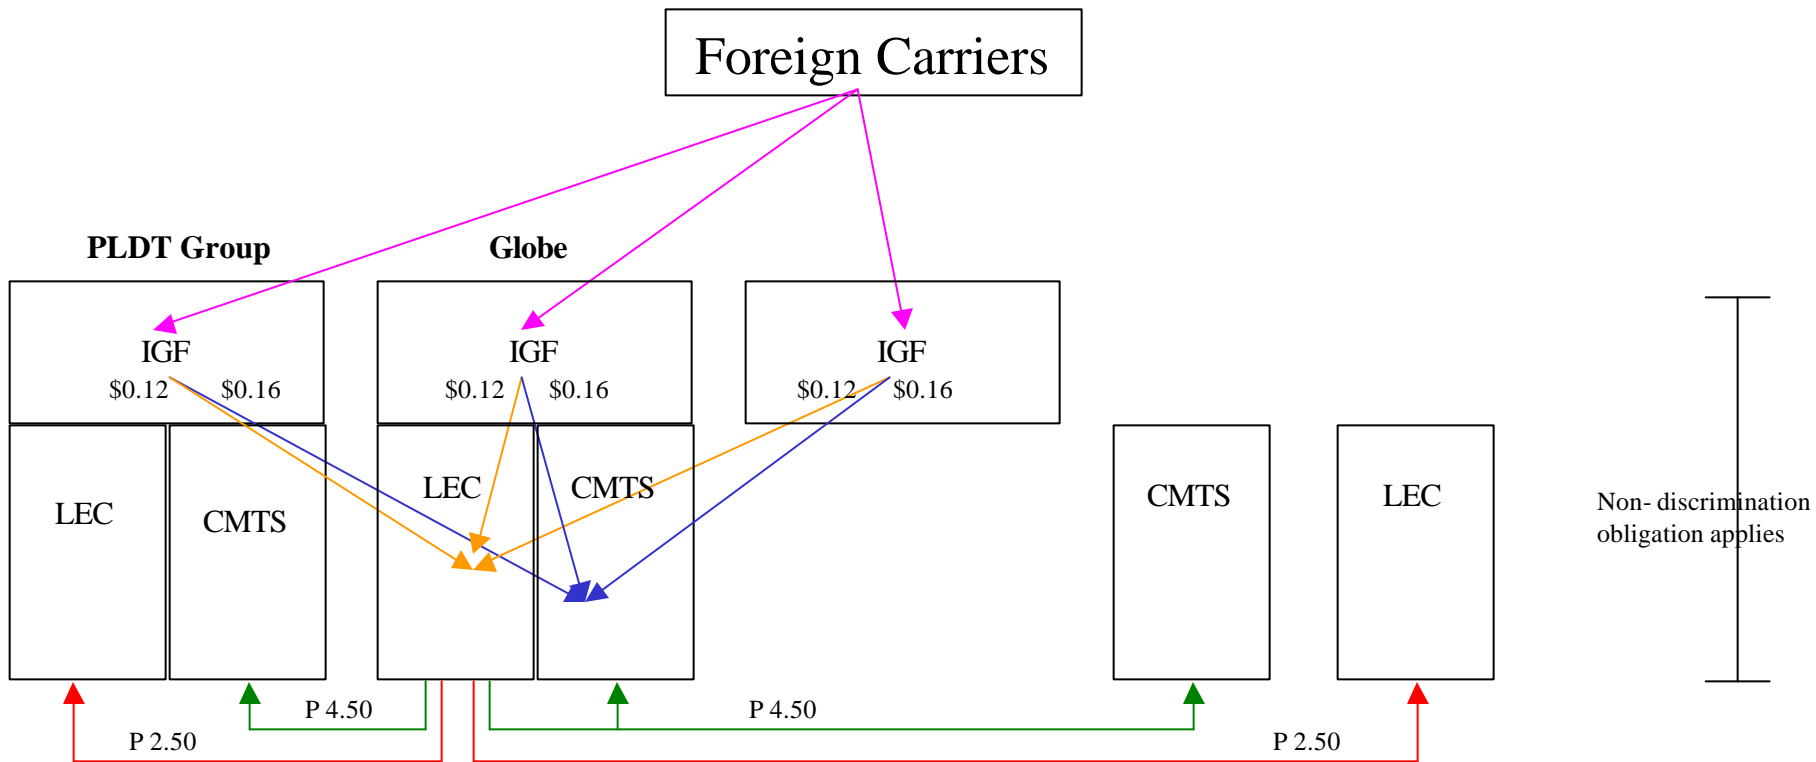 Foreign Carriers
PLDT Group
Globe
IGF
$0.12 $0.16
IGF
$0.12 $0.16
IGF
$0.12 $0.16
LEC
CMTS
LEC
CMTS
CMTS
LEC
Non- discrimination
obligation applies
P 4.50
P 4.50
P 2.50
P 2.50